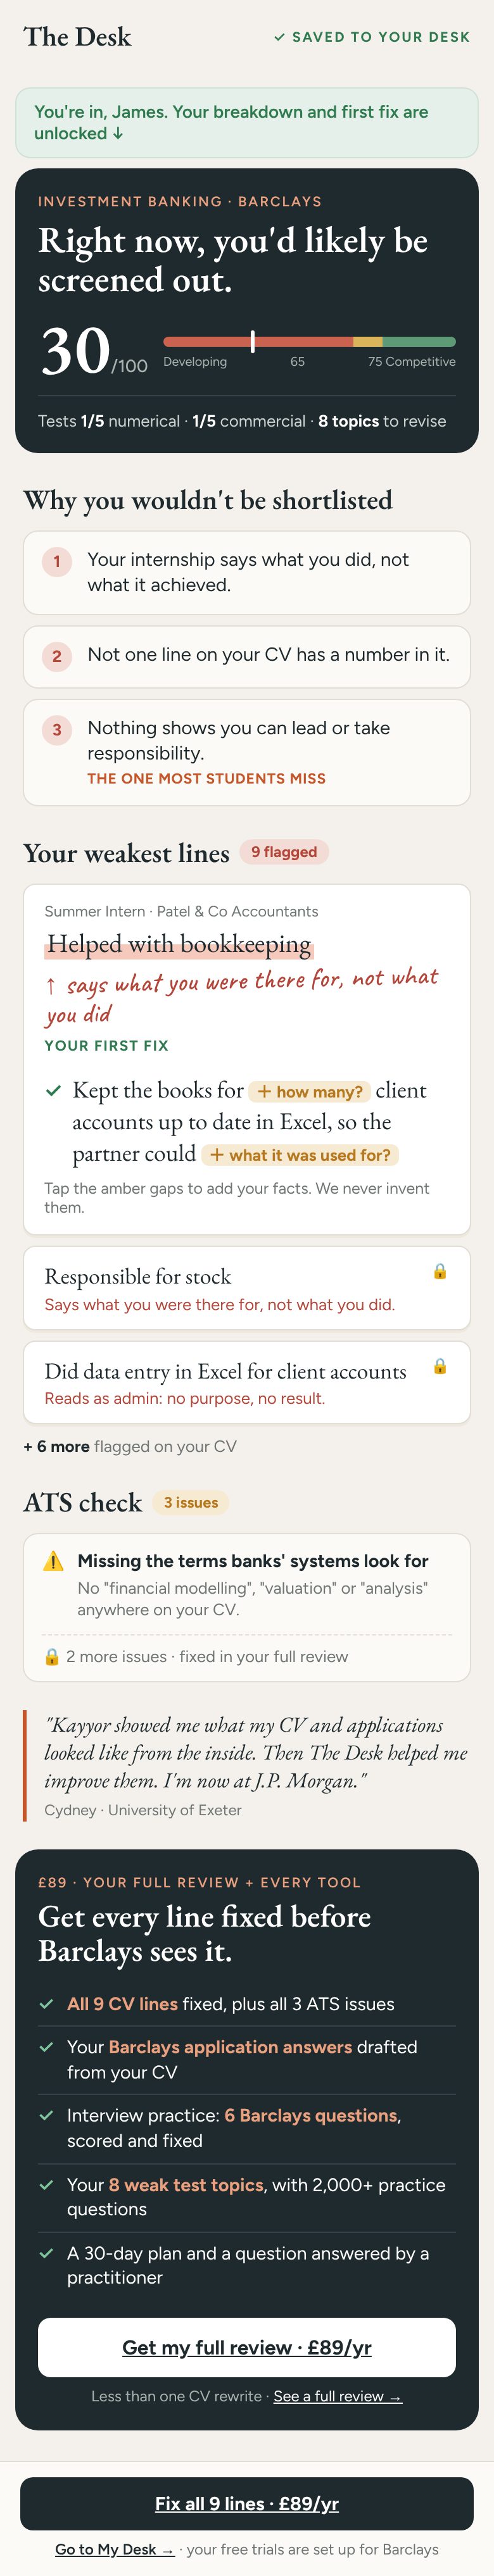 The Desk
✓ SAVED TO YOUR DESK
You're in, James. Your breakdown and first fix are
unlocked ↓
INVESTMENT BANKING · BARCLAYS
Right now, you'd likely be
screened out.
30/100
Developing 65 75 Competitive
Tests 1/5 numerical · 1/5 commercial · 8 topics to revise
Why you wouldn't be shortlisted
1 Your internship says what you did, not
what it achieved.
2 Not one line on your CV has a number in it.
3 Nothing shows you can lead or take
responsibility.
THE ONE MOST STUDENTS MISS
Your weakest lines 9 flagged
Summer Intern · Patel & Co Accountants
Helped with bookkeeping
↑ says what you were there for, not what
you did
YOUR FIRST FIX
✓ Kept the books for + how many? client
accounts up to date in Excel, so the
partner could + what it was used for?
Tap the amber gaps to add your facts. We never invent
them.
Responsible for stock 🔒
Says what you were there for, not what you did.
Did data entry in Excel for client accounts 🔒
Reads as admin: no purpose, no result.
+ 6 more flagged on your CV
ATS check 3 issues
⚠️ Missing the terms banks' systems look for
No "financial modelling", "valuation" or "analysis"
anywhere on your CV.
🔒 2 more issues · fixed in your full review
"Kayyor showed me what my CV and applications
looked like from the inside. Then The Desk helped me
improve them. I'm now at J.P. Morgan."
Cydney · University of Exeter
£89 · YOUR FULL REVIEW + EVERY TOOL
Get every line fixed before
Barclays sees it.
✓ All 9 CV lines fixed, plus all 3 ATS issues
✓ Your Barclays application answers drafted
from your CV
✓ Interview practice: 6 Barclays questions,
scored and fixed
✓ Your 8 weak test topics, with 2,000+ practice
questions
✓ A 30-day plan and a question answered by a
practitioner
Get my full review · £89/yr
Less than one CV rewrite · See a full review →
Fix all 9 lines · £89/yr
Go to My Desk → · your free trials are set up for Barclays